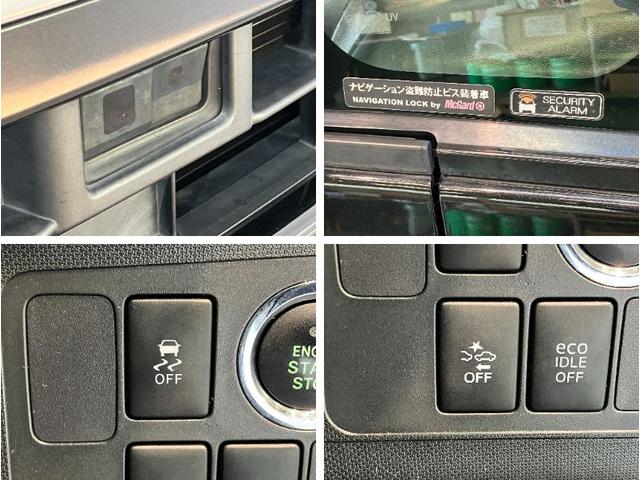 UV
ナビゲーション盗難防止ビス装着車
NAVIGATION LOCK by McGard
SECURITY
ALARM
OFF
ENG
STA
STO
OFF
eco
IDLE
OFF